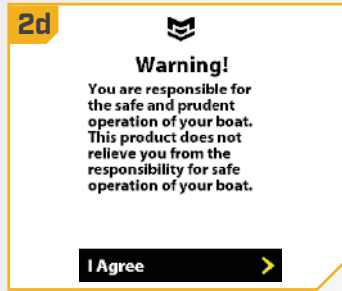 2d
Warning!
You are responsible for
the safe and prudent
operation of your boat.
This product does not
relieve you from the
responsibility for safe
operation of your boat.
I Agree